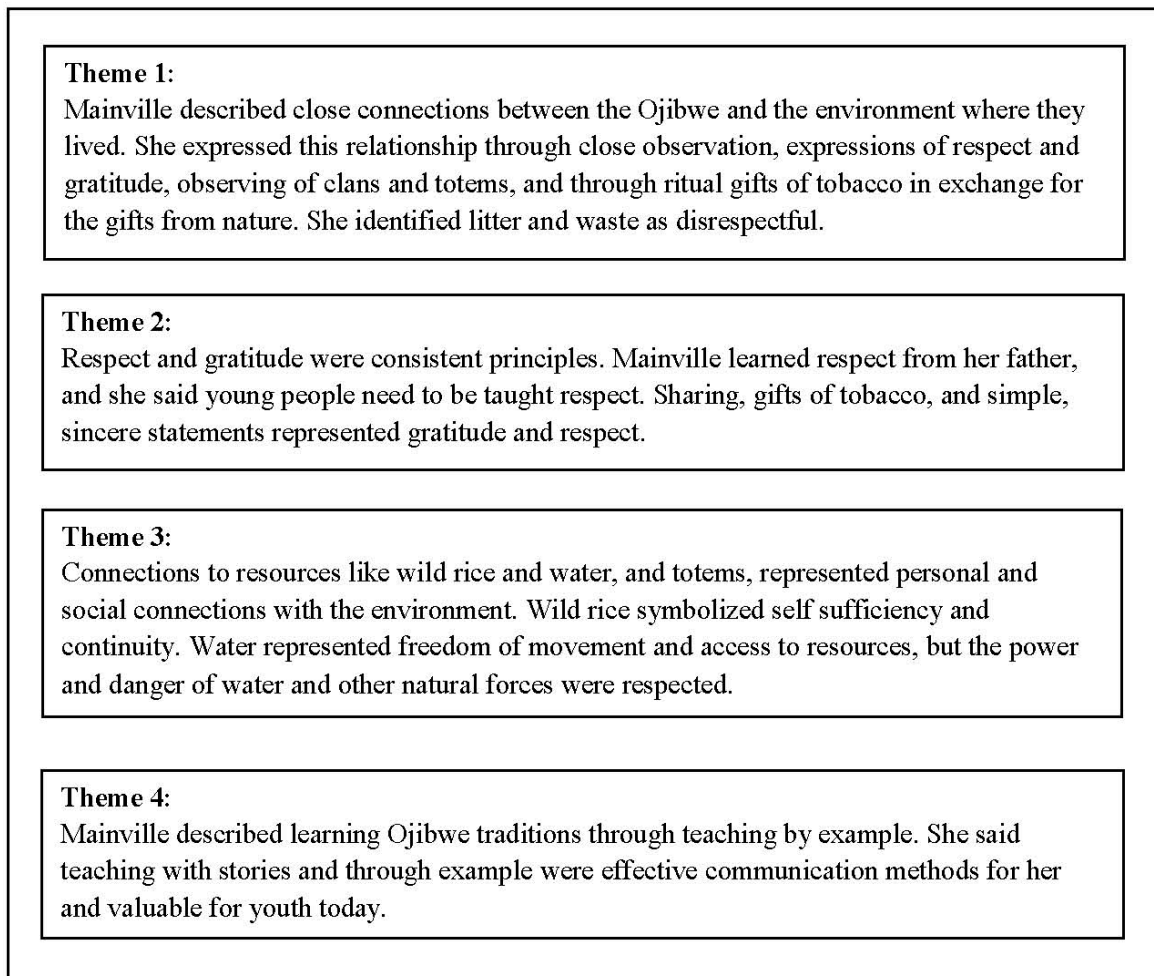 Theme 1:
Mainville described close connections between the Ojibwe and the environment where they
lived. She expressed this relationship through close observation, expressions of respect and
gratitude, observing of clans and totems, and through ritual gifts of tobacco in exchange for
the gifts from nature. She identified litter and waste as disrespectful.
Theme 2:
Respect and gratitude were consistent principles. Mainville learned respect from her father,
and she said young people need to be taught respect. Sharing, gifts of tobacco, and simple,
sincere statements represented gratitude and respect.
Theme 3:
Connections to resources like wild rice and water, and totems, represented personal and
social connections with the environment. Wild rice symbolized self sufficiency and
continuity. Water represented freedom of movement and access to resources, but the power
and danger of water and other natural forces were respected.
Theme 4:
Mainville described learning Ojibwe traditions through teaching by example. She said
teaching with stories and through example were effective communication methods for her
and valuable for youth today.